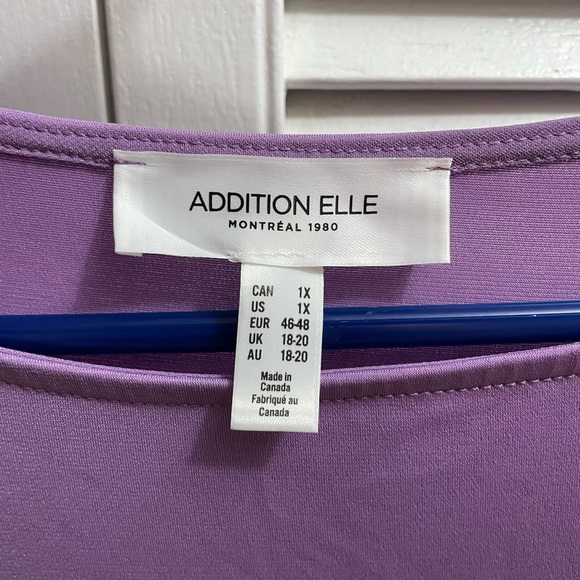 ADDITION ELLE
MONTRÉAL 1980
CAN 1X
US 1X
EUR 46-48
UK 18-20
AU 18-20
Made in
Canada
Fabriqué au
Canada